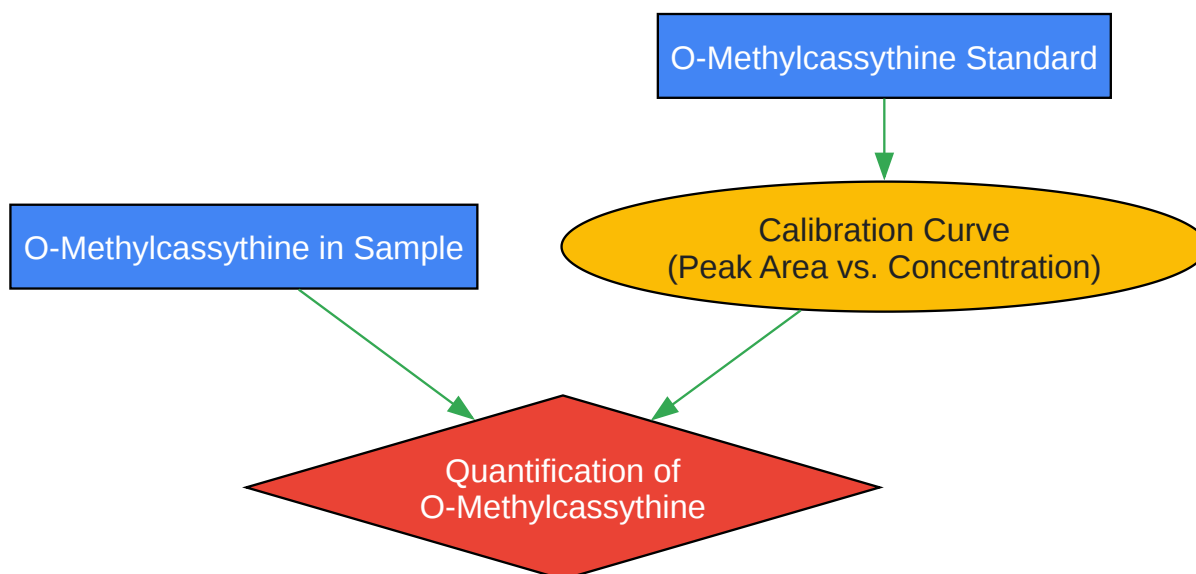 O-Methylcassythine Standard
O-Methylcassythine in Sample
Calibration Curve
(Peak Area vs. Concentration)
Quantification of
O-Methylcassythine